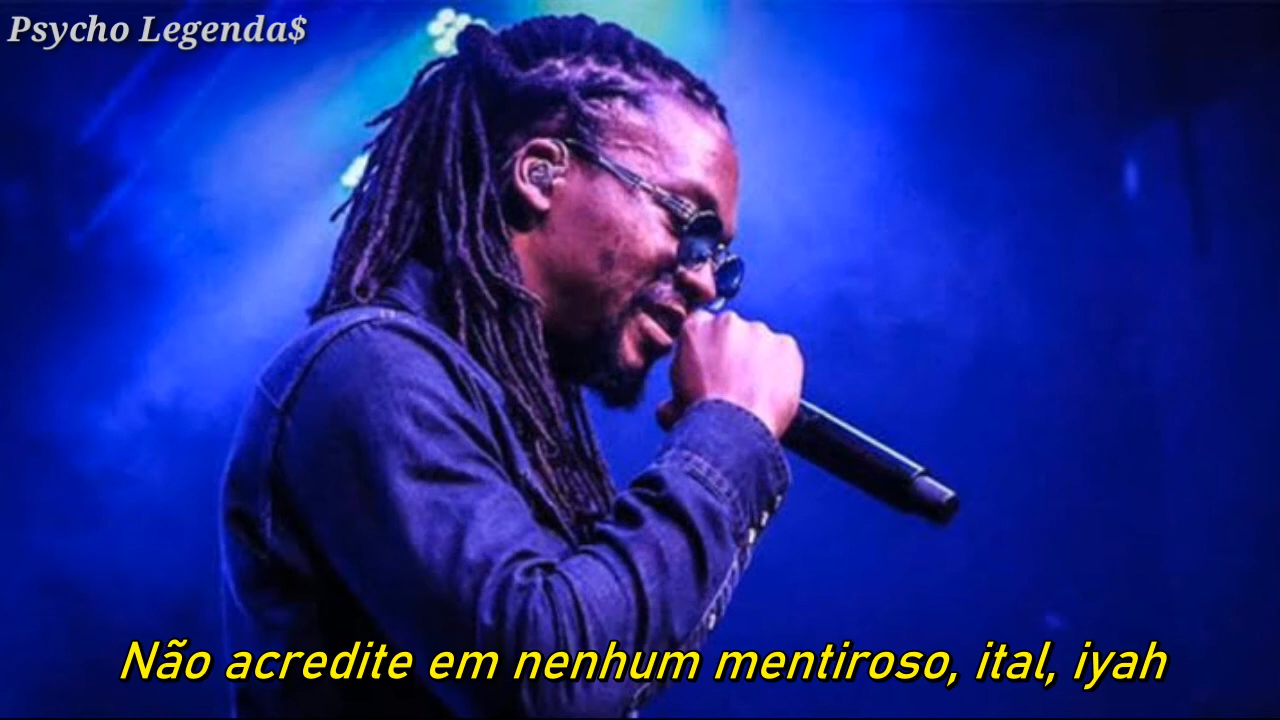 Psycho Legenda$
Não acredite em nenhum mentiroso, ital, iyah